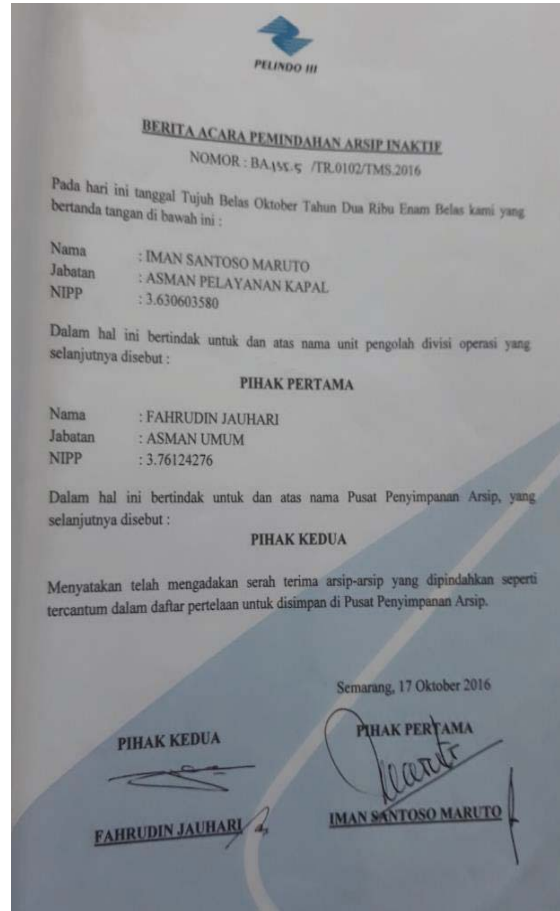 PELINDO III
BERITA ACARA PEMINDAHAN ARSIP INAKTIF
NOMOR : BA.155.5 /TR.0102/TMS.2016
Pada hari ini tanggal Tujuh Belas Oktober Tahun Dua Ribu Enam Belas kami yang
bertanda tangan di bawah ini :
Nama : IMAN SANTOSO MARUTO
Jabatan : ASMAN PELAYANAN KAPAL
NIPP : 3.630603580
Dalam hal ini bertindak untuk dan atas nama unit pengolah divisi operasi yang
selanjutnya disebut :
PIHAK PERTAMA
Nama : FAHRUDIN JAUHARI
Jabatan : ASMAN UMUM
NIPP : 3.76124276
Dalam hal ini bertindak untuk dan atas nama Pusat Penyimpanan Arsip, yang
selanjutnya disebut :
PIHAK KEDUA
Menyatakan telah mengadakan serah terima arsip-arsip yang dipindahkan seperti
tercantum dalam daftar pertelaan untuk disimpan di Pusat Penyimpanan Arsip.
Semarang, 17 Oktober 2016
PIHAK KEDUA
FAHRUDIN JAUHARI
PIHAK PERTAMA
IMAN SANTOSO MARUTO